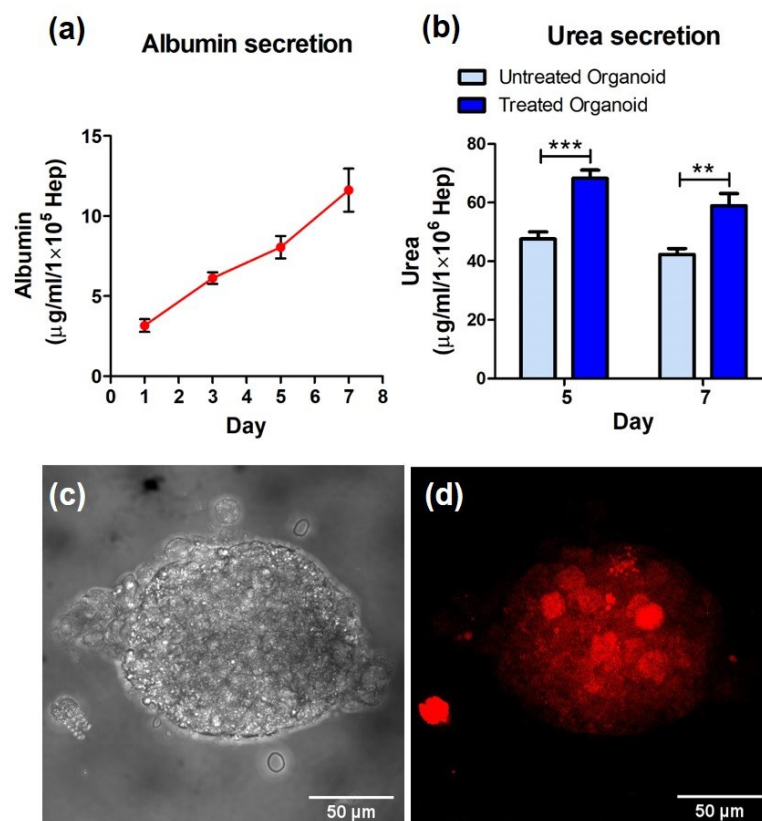 (a)
Albumin secretion
15
10
5
0
Albumin
(μg/ml/1×10⁵ Hep)
0 1 2 3 4 5 6 7 8
Day
(b)
Urea secretion
Untreated Organoid
Treated Organoid
80
60
40
20
0
Urea
(μg/ml/1×10⁶ Hep)
***
**
5 7
Day
(c)
50 μm
(d)
50 μm